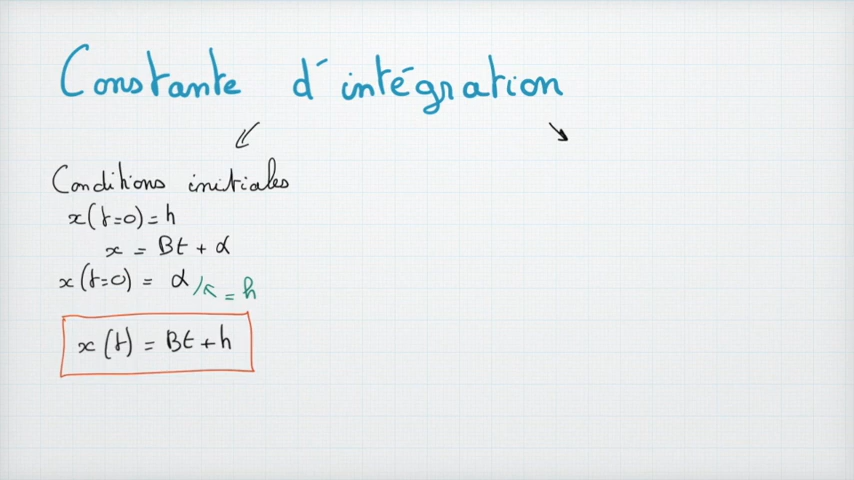 Constante d'intégration
Conditions initiales
x(t=0) = h
x = Bt + α
x(t=0) = α = h
x(t) = Bt + h